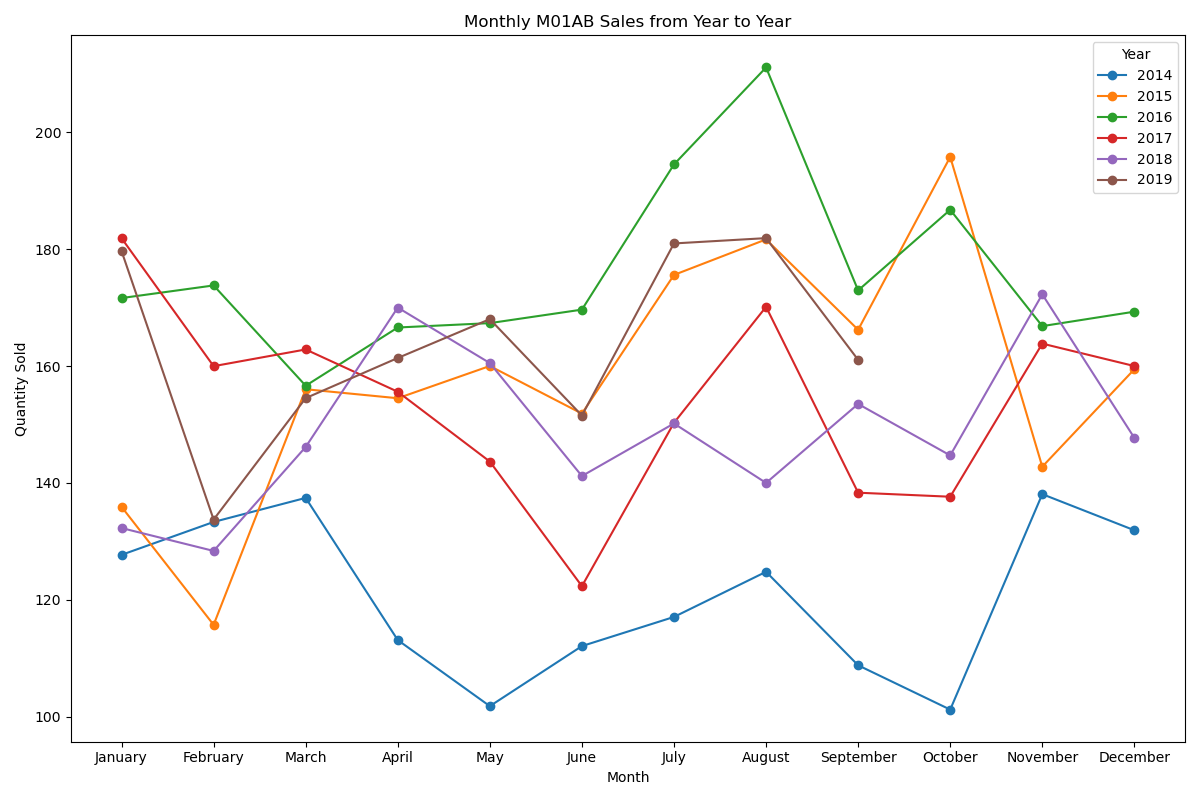 Monthly M01AB Sales from Year to Year
Year
2014
2015
2016
2017
2018
2019
Quantity Sold
200
180
160
140
120
100
January February March April May June July August September October November December
Month